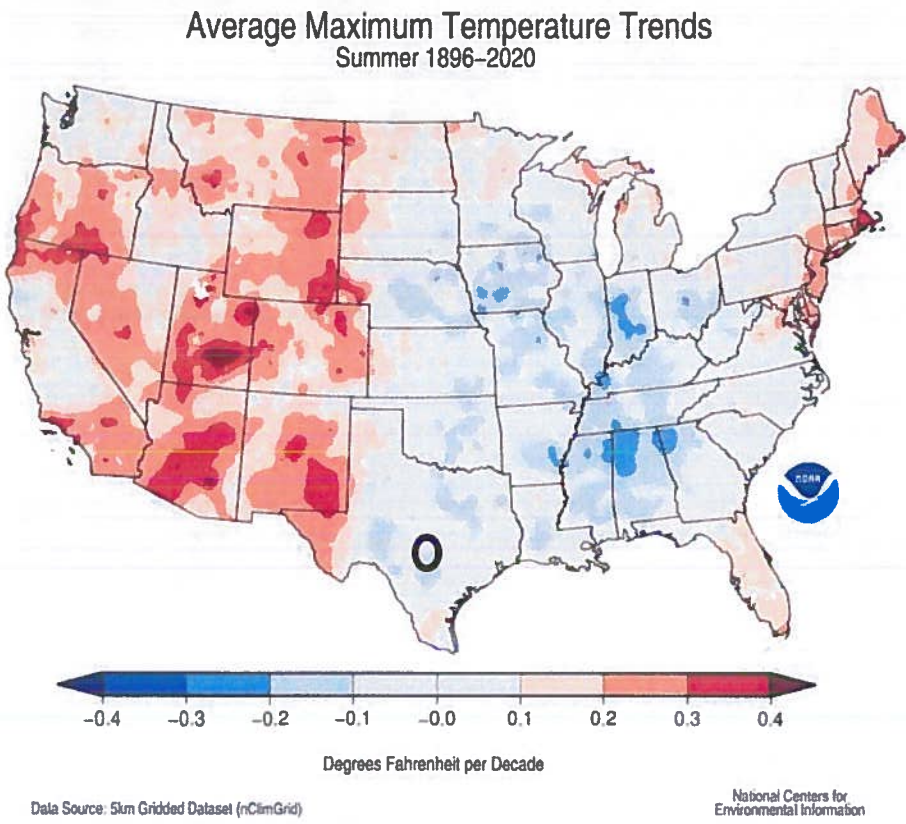 Average Maximum Temperature Trends
Summer 1896–2020
noaa
O
−0.4 −0.3 −0.2 −0.1 −0.0 0.1 0.2 0.3 0.4
Degrees Fahrenheit per Decade
Data Source: 5km Gridded Dataset (nClimGrid)
National Centers for
Environmental Information